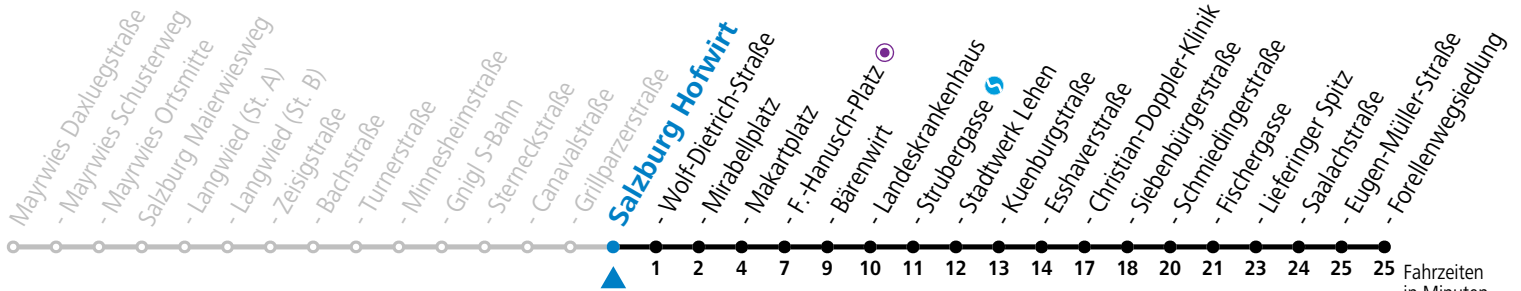 Mayrwies Daxluegstraße
- Mayrwies Schusterweg
- Mayrwies Ortsmitte
Salzburg Maierwiesweg
- Langwied (St. A)
- Langwied (St. B)
- Zeisigstraße
- Bachstraße
- Turnerstraße
- Minnesheimstraße
- Gnigl S-Bahn
- Sterneckstraße
- Canavalstraße
- Grillparzerstraße
Salzburg Hofwirt
- Wolf-Dietrich-Straße
- Mirabellplatz
- Makartplatz
- F.-Hanusch-Platz
- Bärenwirt
- Landeskrankenhaus
- Strubergasse
- Stadtwerk Lehen
- Kuenburgstraße
- Esshaverstraße
- Christian-Doppler-Klinik
- Siebenbürgerstraße
- Schmiedingerstraße
- Fischergasse
- Lieferinger Spitz
- Saalachstraße
- Eugen-Müller-Straße
- Forellenwegsiedlung
1 2 4 7 9 10 11 12 13 14 17 18 20 21 23 24 25 25 Fahrzeiten
in Minuten